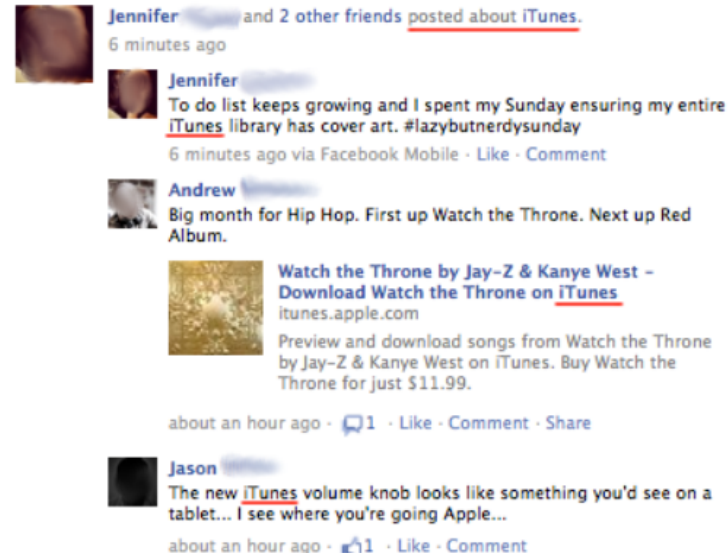 Jennifer and 2 other friends posted about iTunes.
6 minutes ago
Jennifer
To do list keeps growing and I spent my Sunday ensuring my entire
iTunes library has cover art. #lazybutnerdysunday
6 minutes ago via Facebook Mobile · Like · Comment
Andrew
Big month for Hip Hop. First up Watch the Throne. Next up Red
Album.
Watch the Throne by Jay-Z & Kanye West –
Download Watch the Throne on iTunes
itunes.apple.com
Preview and download songs from Watch the Throne
by Jay-Z & Kanye West on iTunes. Buy Watch the
Throne for just $11.99.
about an hour ago · 1 · Like · Comment · Share
Jason
The new iTunes volume knob looks like something you'd see on a
tablet... I see where you're going Apple...
about an hour ago · 1 · Like · Comment